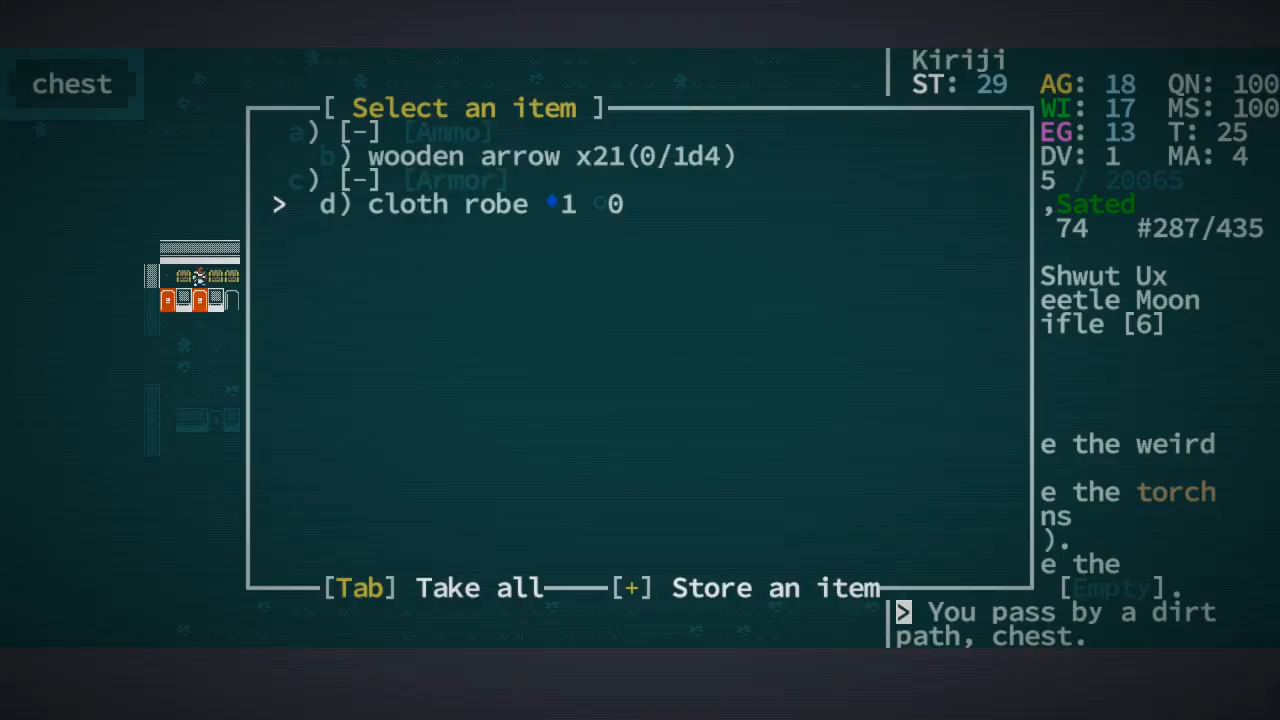 chest
Kiriji
ST: 29 AG: 18 QN: 100
[ Select an item ]
WI: 17 MS: 100
a) [-] [Ammo]
EG: 13 T: 25
b) wooden arrow x21(0/1d4)
DV: 1 MA: 4
c) [-] [Armor]
5 / 20065
> d) cloth robe ♦1 ○0
,Sated
74 #287/435
Shwut Ux
eetle Moon
ifle [6]
e the weird
e the torch
ns
).
e the
[Tab] Take all [+] Store an item
[Empty].
> You pass by a dirt
path, chest.